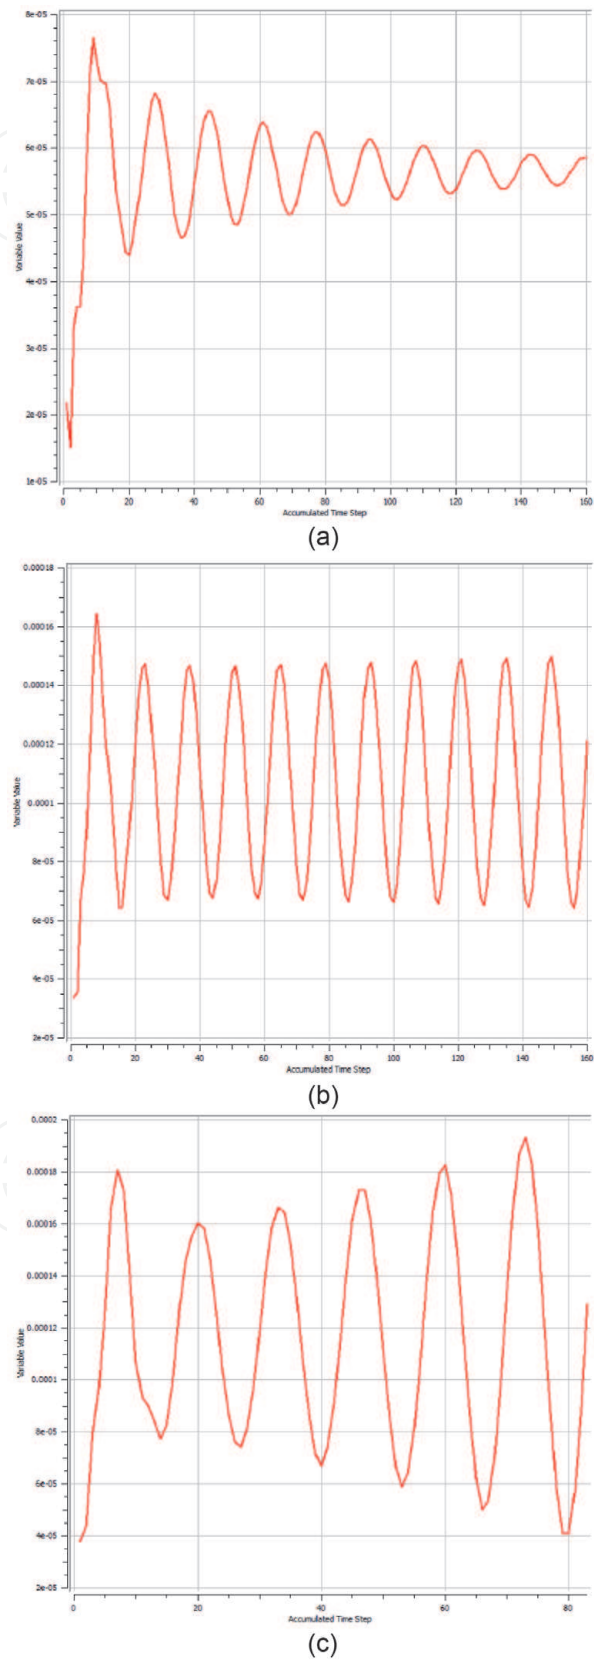 8e-05
7e-05
6e-05
5e-05
4e-05
3e-05
2e-05
1e-05
Variable Value
0 20 40 60 80 100 120 140 160
Accumulated Time Step
(a)
0.00018
0.00016
0.00014
0.00012
0.0001
8e-05
6e-05
4e-05
2e-05
Variable Value
0 20 40 60 80 100 120 140 160
Accumulated Time Step
(b)
0.0002
0.00018
0.00016
0.00014
0.00012
0.0001
8e-05
6e-05
4e-05
2e-05
Variable Value
0 20 40 60 80
Accumulated Time Step
(c)